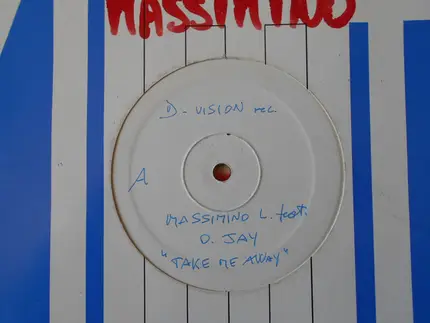 MASSIMINO
D-VISION rec
A
MASSIMINO L. feat.
D. JAY
"TAKE ME AWAY"